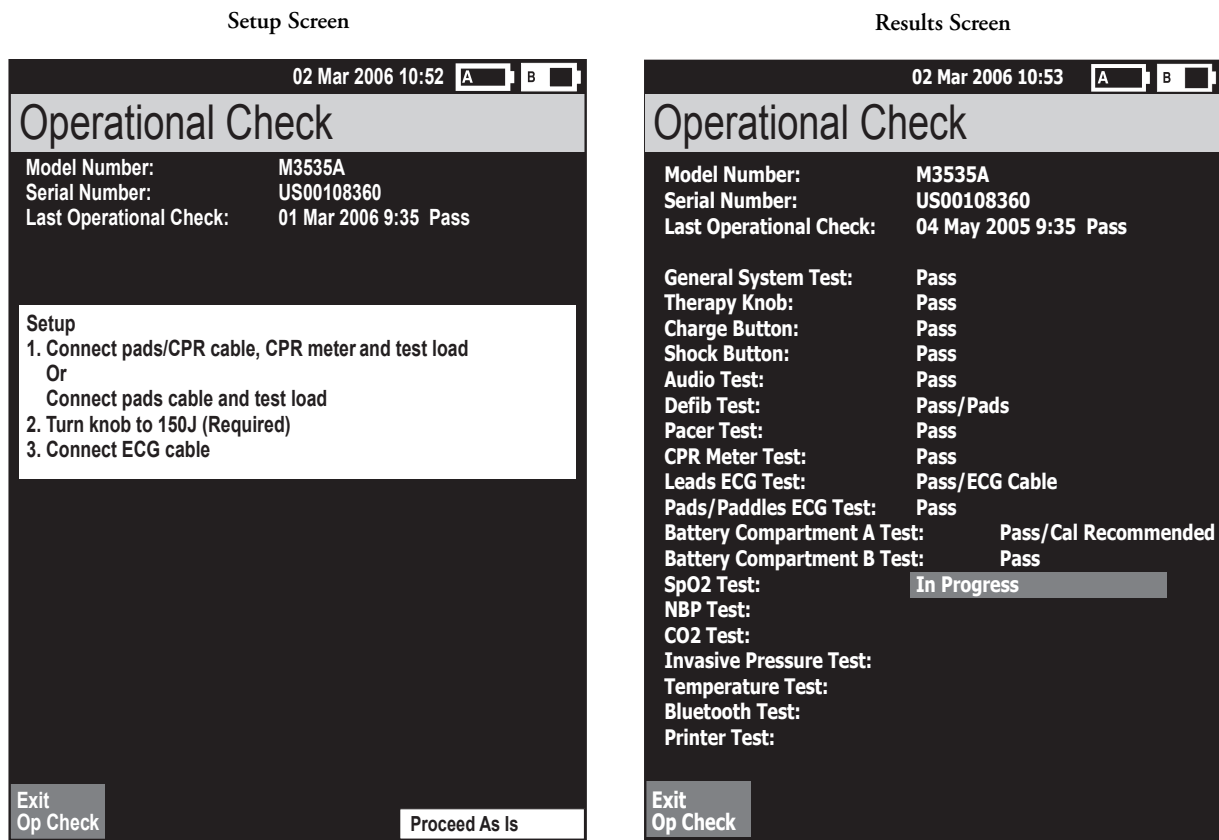 Setup Screen
02 Mar 2006 10:52 A B
Operational Check
Model Number: M3535A
Serial Number: US00108360
Last Operational Check: 01 Mar 2006 9:35 Pass
Setup
1. Connect pads/CPR cable, CPR meter and test load
Or
Connect pads cable and test load
2. Turn knob to 150J (Required)
3. Connect ECG cable
Exit
Op Check
Proceed As Is
Results Screen
02 Mar 2006 10:53 A B
Operational Check
Model Number: M3535A
Serial Number: US00108360
Last Operational Check: 04 May 2005 9:35 Pass
General System Test: Pass
Therapy Knob: Pass
Charge Button: Pass
Shock Button: Pass
Audio Test: Pass
Defib Test: Pass/Pads
Pacer Test: Pass
CPR Meter Test: Pass
Leads ECG Test: Pass/ECG Cable
Pads/Paddles ECG Test: Pass
Battery Compartment A Test: Pass/Cal Recommended
Battery Compartment B Test: Pass
SpO2 Test: In Progress
NBP Test:
CO2 Test:
Invasive Pressure Test:
Temperature Test:
Bluetooth Test:
Printer Test:
Exit
Op Check